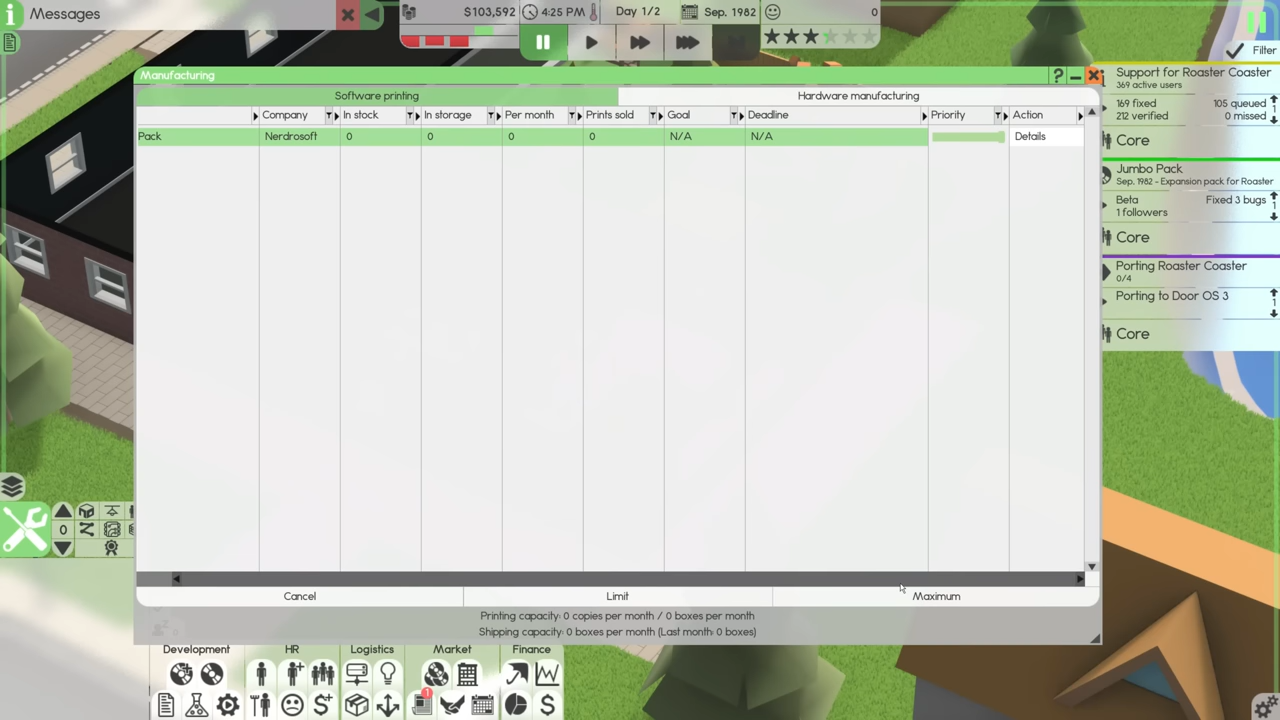 Messages
$103,592
4:25 PM
Day 1/2
Sep. 1982
0
Filter
Manufacturing
?
Software printing
Hardware manufacturing
Company
In stock
In storage
Per month
Prints sold
Goal
Deadline
Priority
Action
Pack
Nerdrosoft
0
0
0
0
N/A
N/A
Details
Cancel
Limit
Maximum
Printing capacity: 0 copies per month / 0 boxes per month
Shipping capacity: 0 boxes per month (Last month: 0 boxes)
Support for Roaster Coaster
369 active users
169 fixed
105 queued
212 verified
0 missed
1
Core
Jumbo Pack
Sep. 1982 - Expansion pack for Roaster
Beta
Fixed 3 bugs
1 followers
1
Core
Porting Roaster Coaster
0/4
Porting to Door OS 3
1
Core
0
Development
HR
Logistics
Market
Finance
1